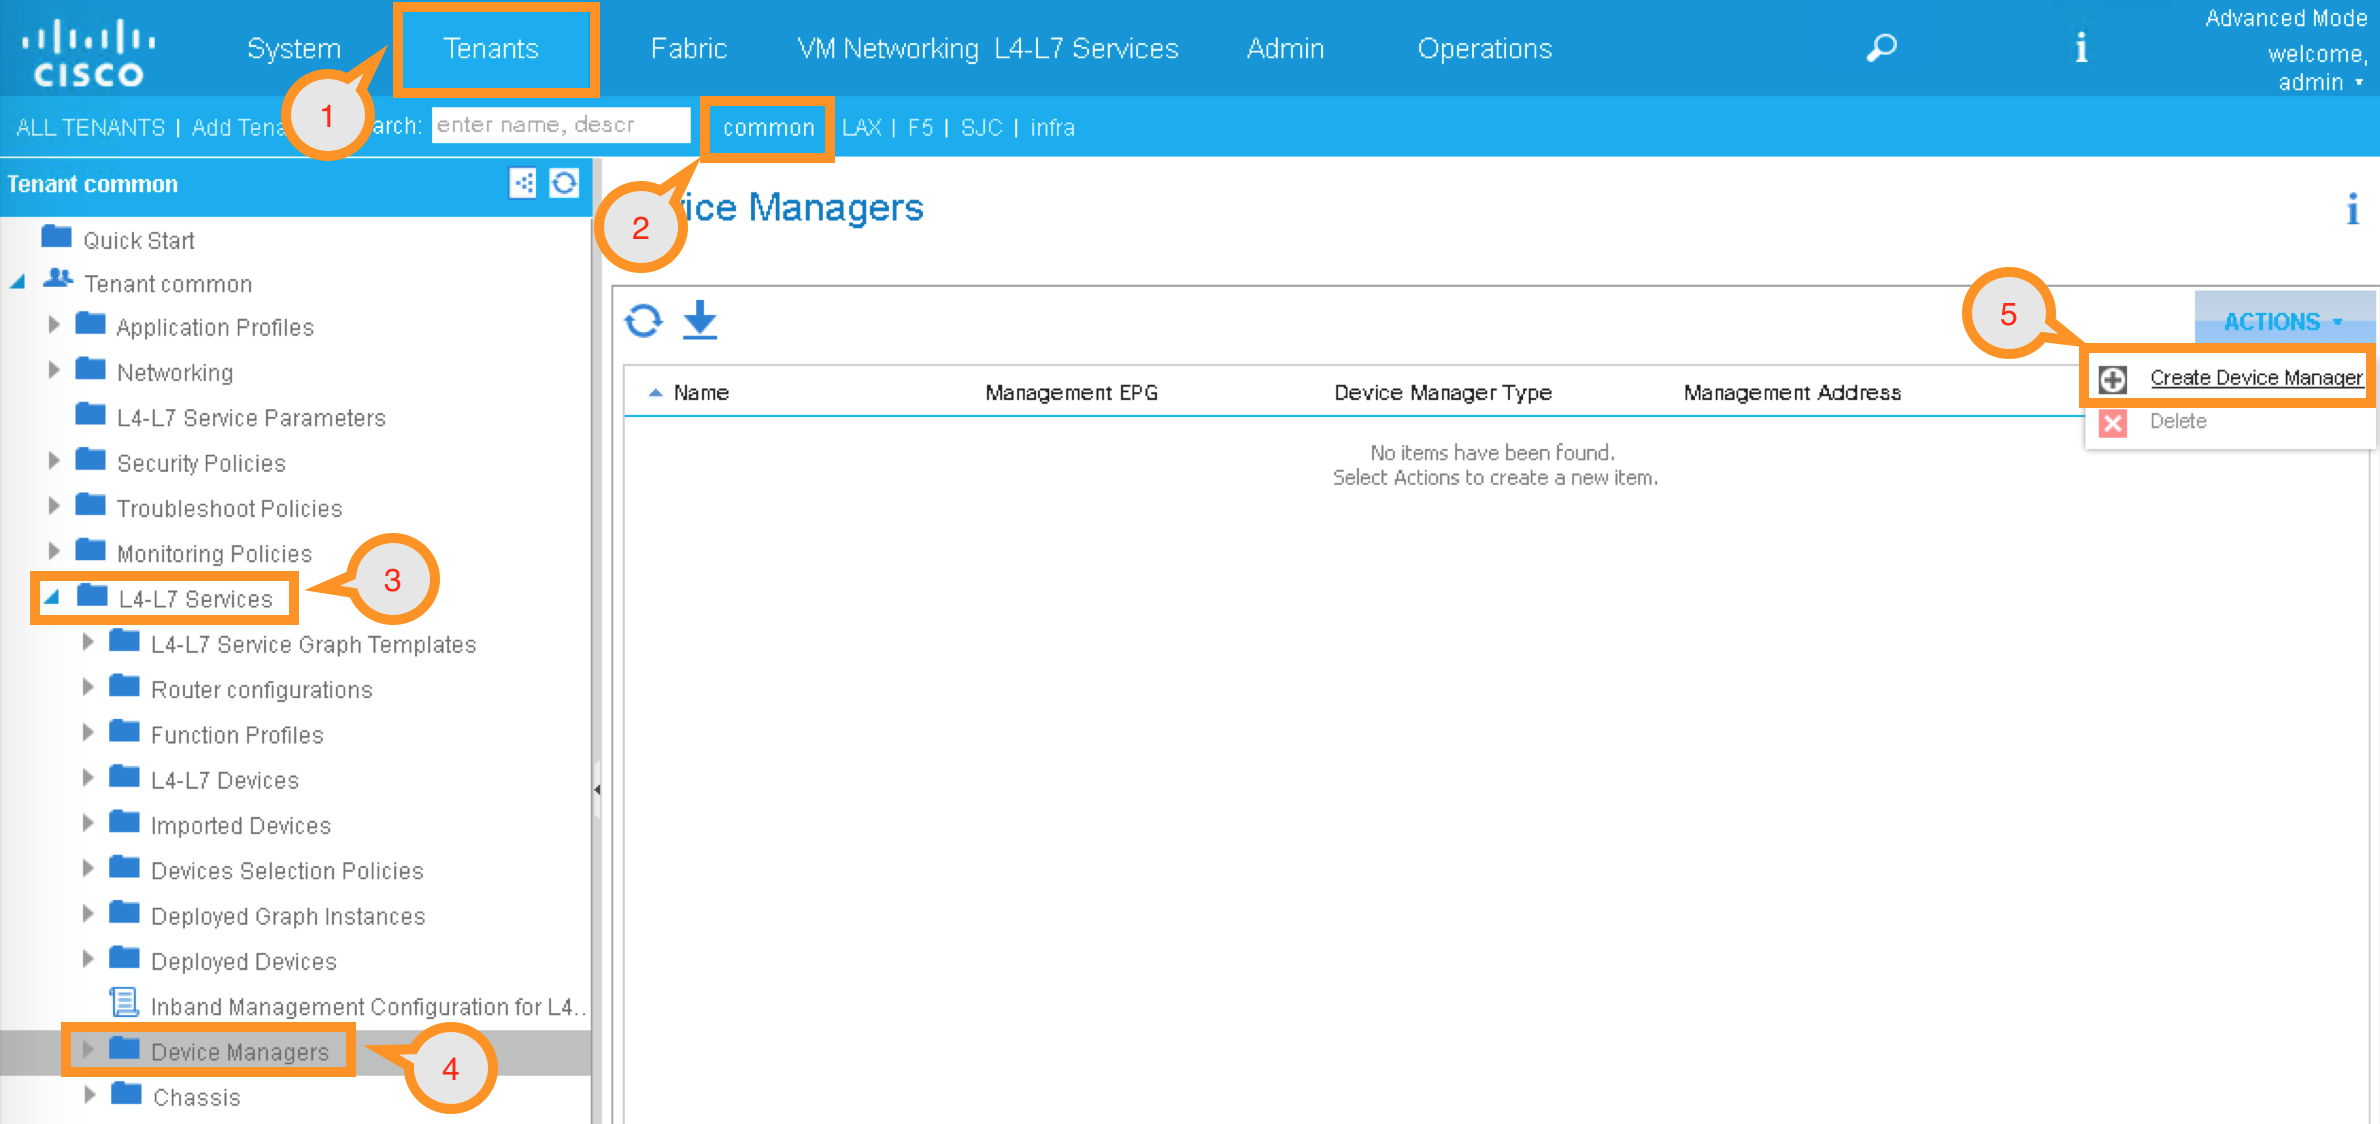 CISCO
System
Tenants
Fabric
VM Networking
L4-L7 Services
Admin
Operations
i
Advanced Mode
welcome,
admin
1
ALL TENANTS | Add Tena
arch: enter name, descr
common
LAX | F5 | SJC | infra
Tenant common
2
ice Managers
i
Quick Start
Tenant common
Application Profiles
Networking
L4-L7 Service Parameters
Security Policies
Troubleshoot Policies
Monitoring Policies
3
L4-L7 Services
L4-L7 Service Graph Templates
Router configurations
Function Profiles
L4-L7 Devices
Imported Devices
Devices Selection Policies
Deployed Graph Instances
Deployed Devices
Inband Management Configuration for L4..
Device Managers
4
Chassis
5
ACTIONS
Create Device Manager
Delete
Name
Management EPG
Device Manager Type
Management Address
No items have been found.
Select Actions to create a new item.